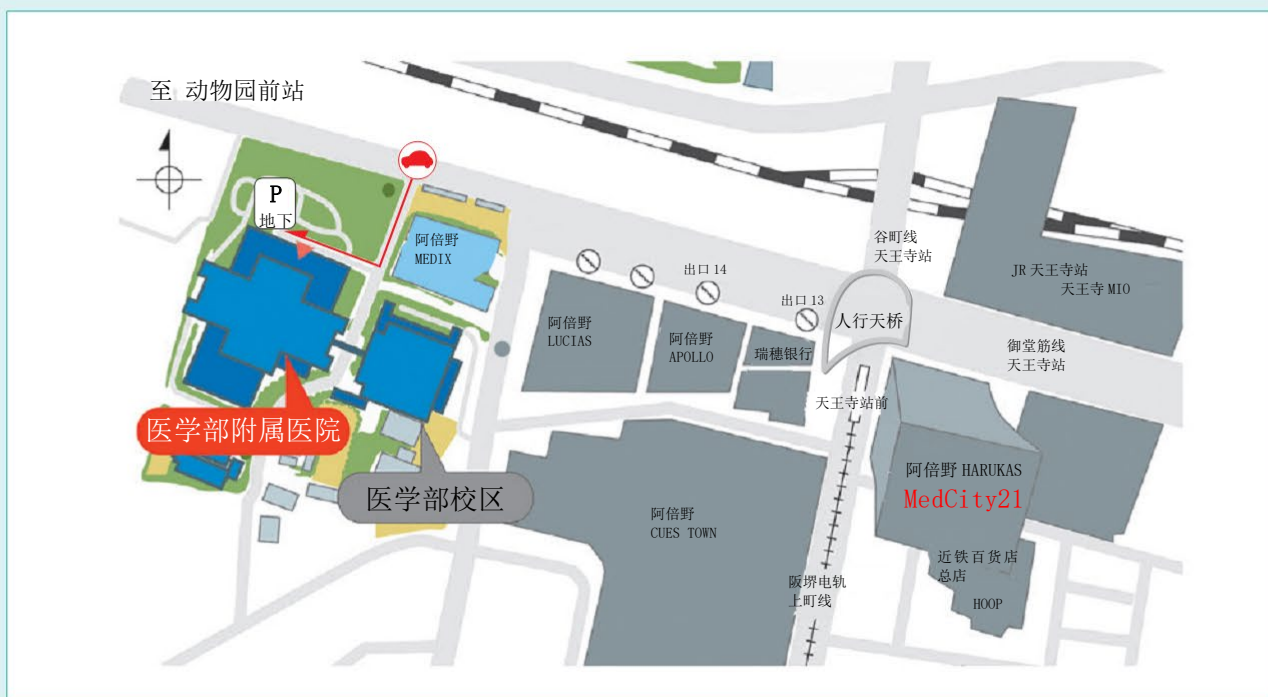 至 动物园前站
P
地下
阿倍野
MEDIX
谷町线
天王寺站
JR 天王寺站
天王寺 MIO
出口 14
出口 13
人行天桥
阿倍野
LUCIAS
阿倍野
APOLLO
瑞穗银行
御堂筋线
天王寺站
天王寺站前
医学部附属医院
医学部校区
阿倍野 HARUKAS
MedCity21
阿倍野
CUES TOWN
近铁百货店
总店
阪堺电轨
上町线
HOOP